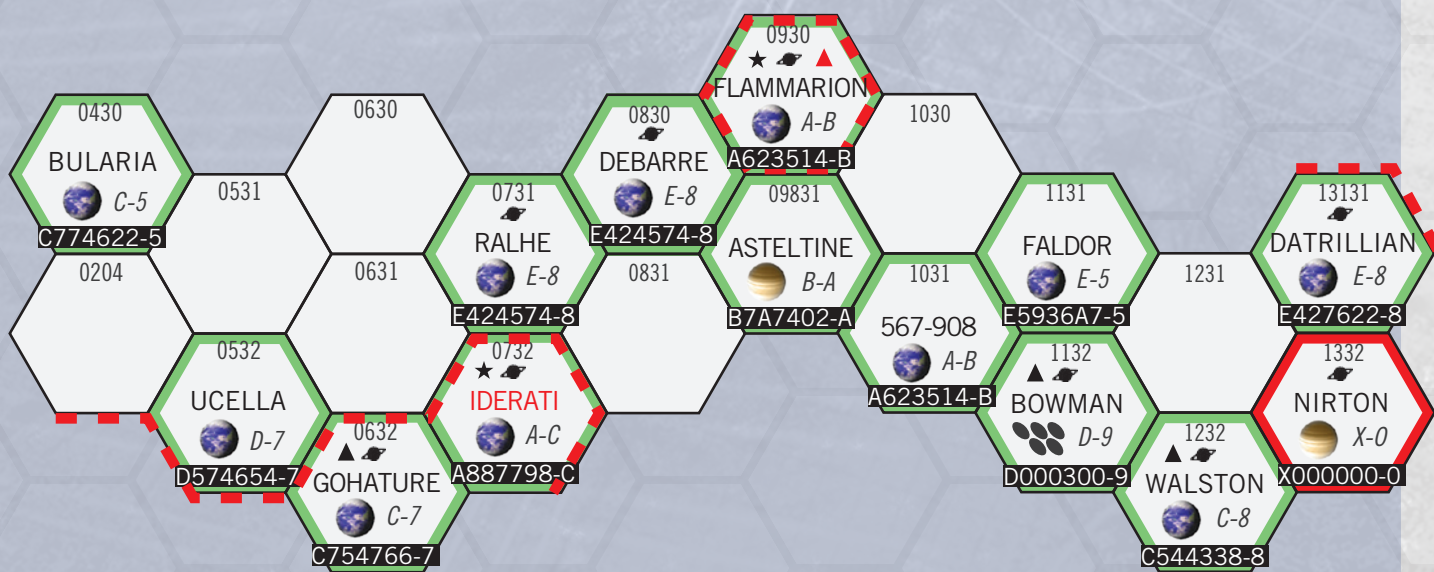 0430
BULARIA
C-5
C774622-5
0204
0531
0532
UCELLA
D-7
D574654-7
0630
0631
0632
GOHATURE
C-7
C754766-7
0731
RALHE
E-8
E424574-8
0732
IDERATI
A-C
A887798-C
0830
DEBARRE
E-8
E424574-8
0831
0930
FLAMMARION
A-B
A623514-B
09831
ASTELTINE
B-A
B7A7402-A
1030
1031
567-908
A-B
A623514-B
1131
FALDOR
E-5
E5936A7-5
1132
BOWMAN
D-9
D000300-9
1231
1232
WALSTON
C-8
C544338-8
13131
DATRILLIAN
E-8
E427622-8
1332
NIRTON
X-0
X000000-0